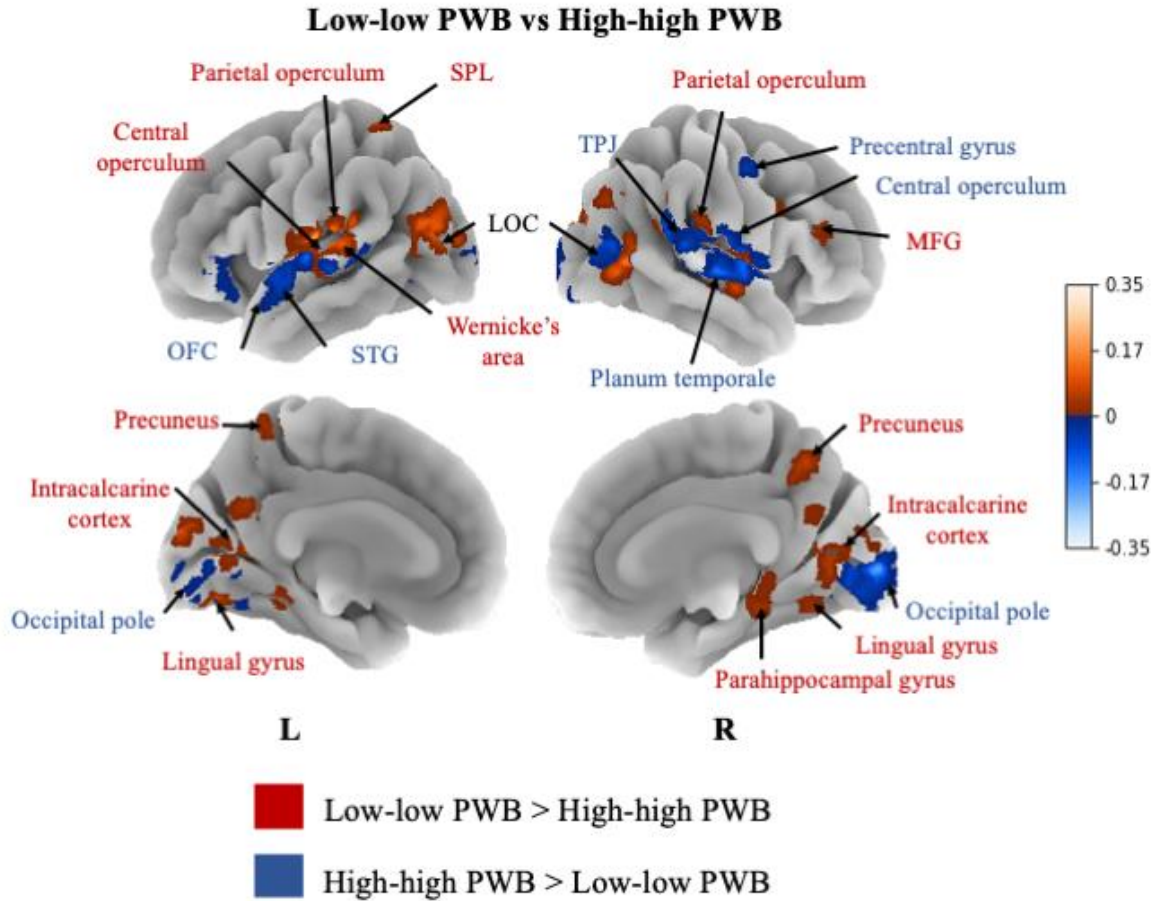 Low-low PWB vs High-high PWB
Parietal operculum
SPL
Central
operculum
LOC
OFC
STG
Wernicke’s
area
Parietal operculum
TPJ
Precentral gyrus
Central operculum
MFG
Planum temporale
0.35
0.17
0
-0.17
-0.35
Precuneus
Intracalcarine
cortex
Occipital pole
Lingual gyrus
Precuneus
Intracalcarine
cortex
Occipital pole
Lingual gyrus
Parahippocampal gyrus
L
R
Low-low PWB > High-high PWB
High-high PWB > Low-low PWB